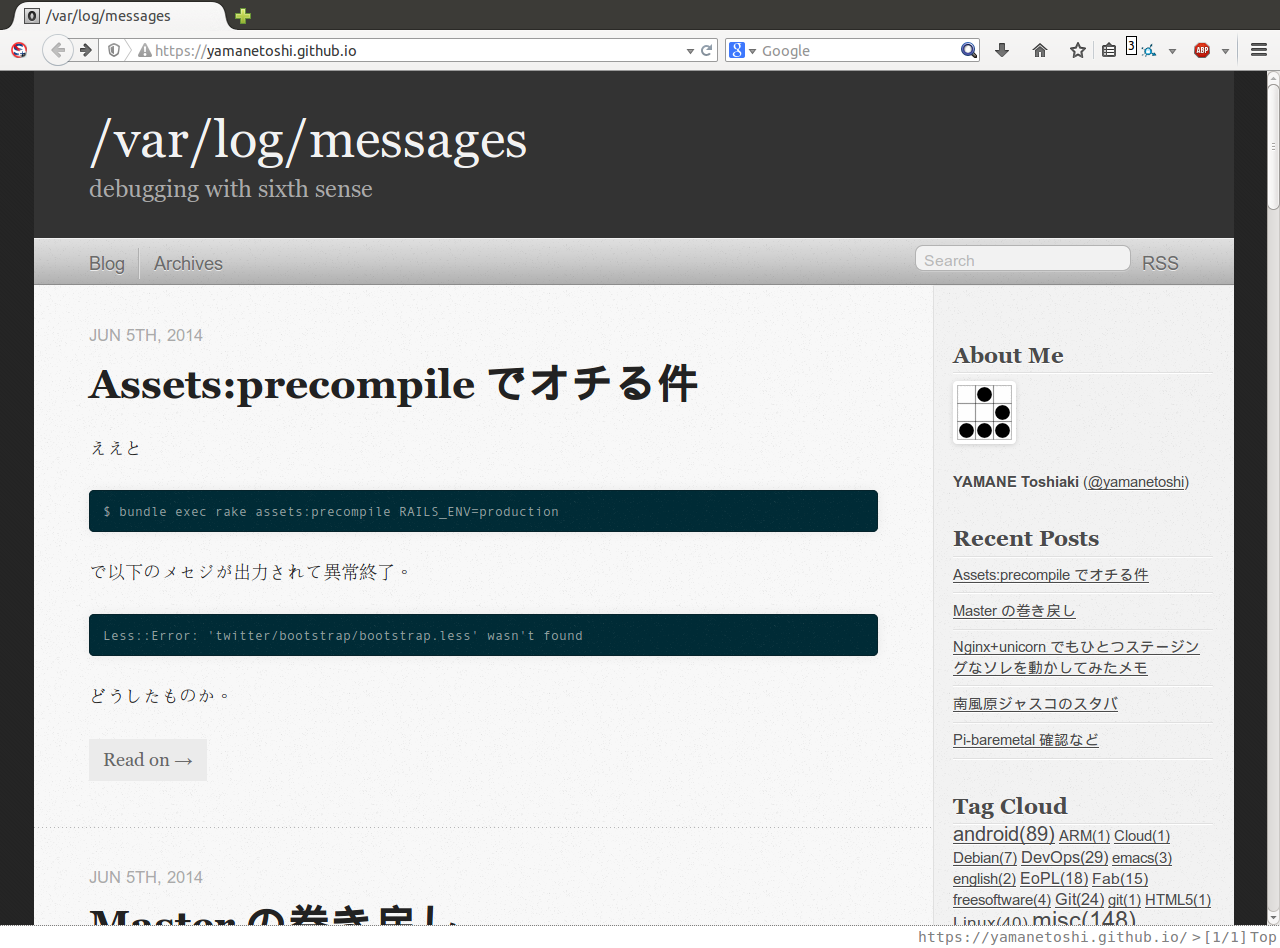 /var/log/messages
https://yamanetoshi.github.io
Google
3
ABP
/var/log/messages
debugging with sixth sense
Blog
Archives
Search
RSS
JUN 5TH, 2014
Assets:precompile でオチる件
ええと
$ bundle exec rake assets:precompile RAILS_ENV=production
で以下のメセジが出力されて異常終了。
Less::Error: 'twitter/bootstrap/bootstrap.less' wasn't found
どうしたものか。
Read on →
JUN 5TH, 2014
Master の巻き戻し
About Me
YAMANE Toshiaki (@yamanetoshi)
Recent Posts
Assets:precompile でオチる件
Master の巻き戻し
Nginx+unicorn でもひとつステージン
グなソレを動かしてみたメモ
南風原ジャスコのスタバ
Pi-baremetal 確認など
Tag Cloud
android(89) ARM(1) Cloud(1)
Debian(7) DevOps(29) emacs(3)
english(2) EoPL(18) Fab(15)
freesoftware(4) Git(24) git(1) HTML5(1)
Linux(40) misc(148)
https://yamanetoshi.github.io/ > [1/1] Top